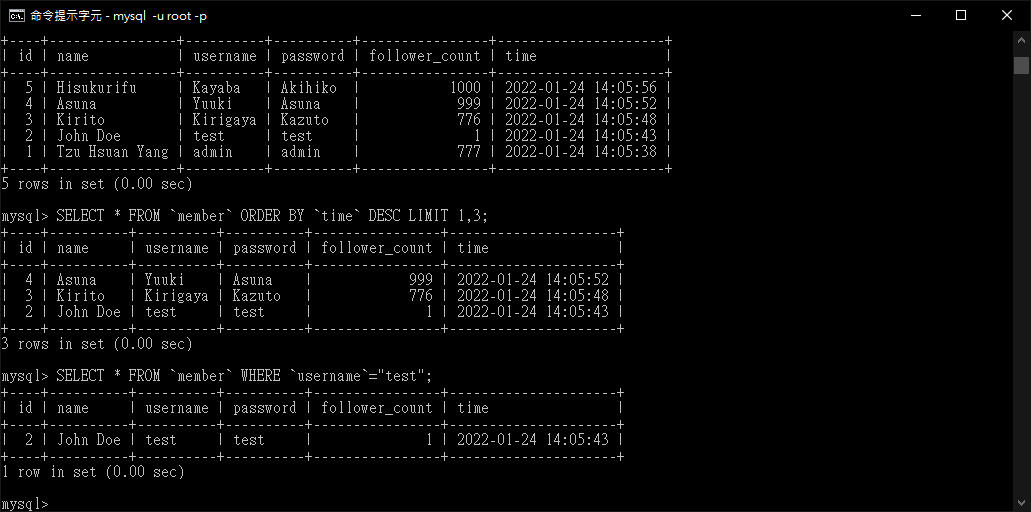 命令提示字元 - mysql -u root -p
+----+----------------+----------+----------+----------------+---------------------+
| id | name           | username | password | follower_count | time                |
+----+----------------+----------+----------+----------------+---------------------+
|  5 | Hisukurifu     | Kayaba   | Akihiko  |           1000 | 2022-01-24 14:05:56 |
|  4 | Asuna          | Yuuki    | Asuna    |            999 | 2022-01-24 14:05:52 |
|  3 | Kirito         | Kirigaya | Kazuto   |            776 | 2022-01-24 14:05:48 |
|  2 | John Doe       | test     | test     |              1 | 2022-01-24 14:05:43 |
|  1 | Tzu Hsuan Yang | admin    | admin    |            777 | 2022-01-24 14:05:38 |
+----+----------------+----------+----------+----------------+---------------------+
5 rows in set (0.00 sec)
mysql> SELECT * FROM `member` ORDER BY `time` DESC LIMIT 1,3;
+----+----------+----------+----------+----------------+---------------------+
| id | name     | username | password | follower_count | time                |
+----+----------+----------+----------+----------------+---------------------+
|  4 | Asuna    | Yuuki    | Asuna    |            999 | 2022-01-24 14:05:52 |
|  3 | Kirito   | Kirigaya | Kazuto   |            776 | 2022-01-24 14:05:48 |
|  2 | John Doe | test     | test     |              1 | 2022-01-24 14:05:43 |
+----+----------+----------+----------+----------------+---------------------+
3 rows in set (0.00 sec)
mysql> SELECT * FROM `member` WHERE `username`="test";
+----+----------+----------+----------+----------------+---------------------+
| id | name     | username | password | follower_count | time                |
+----+----------+----------+----------+----------------+---------------------+
|  2 | John Doe | test     | test     |              1 | 2022-01-24 14:05:43 |
+----+----------+----------+----------+----------------+---------------------+
1 row in set (0.00 sec)
mysql>